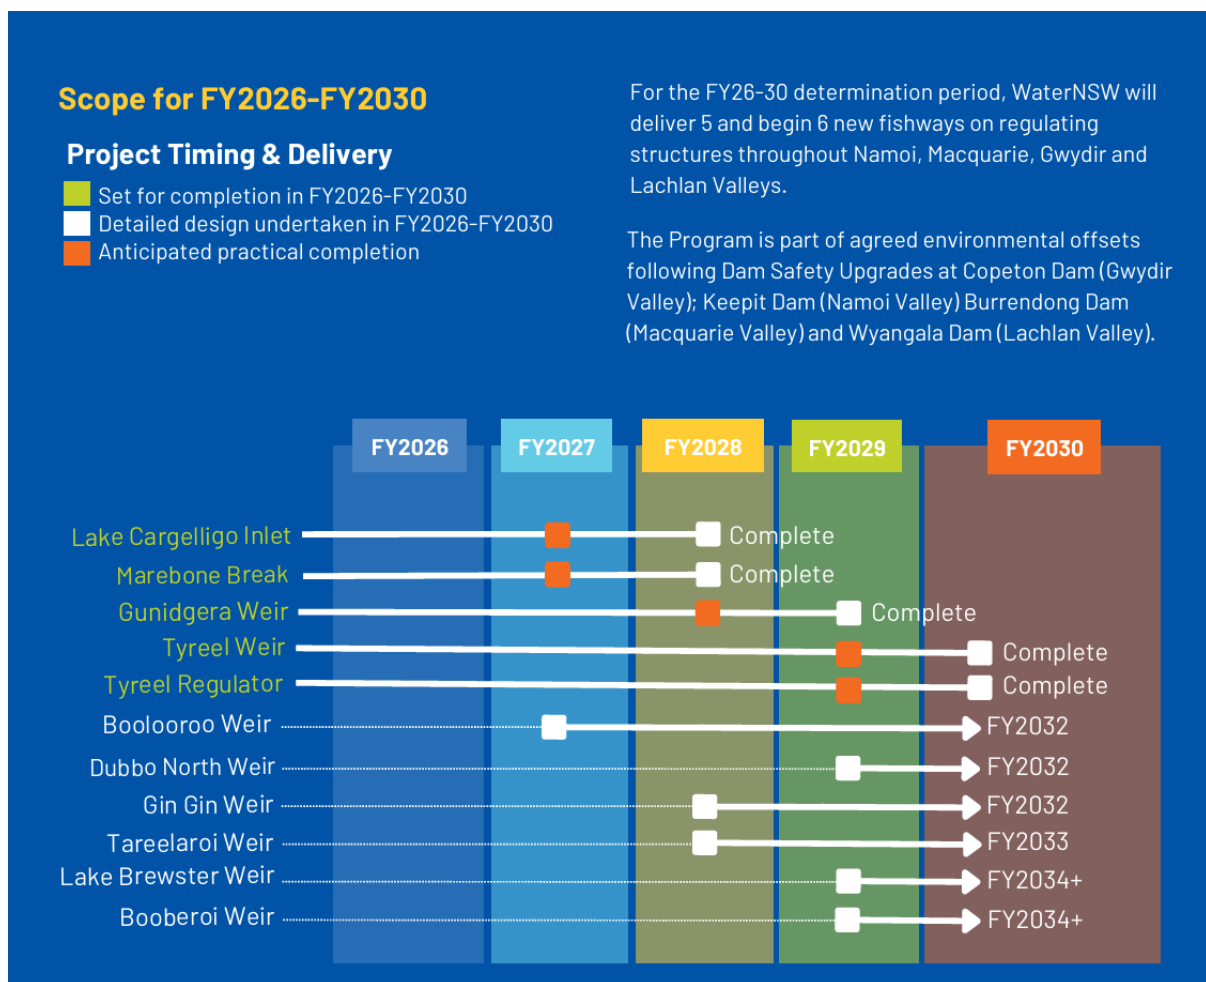 Scope for FY2026-FY2030
Project Timing & Delivery
Set for completion in FY2026-FY2030
Detailed design undertaken in FY2026-FY2030
Anticipated practical completion
For the FY26-30 determination period, WaterNSW will
deliver 5 and begin 6 new fishways on regulating
structures throughout Namoi, Macquarie, Gwydir and
Lachlan Valleys.
The Program is part of agreed environmental offsets
following Dam Safety Upgrades at Copeton Dam (Gwydir
Valley); Keepit Dam (Namoi Valley) Burrendong Dam
(Macquarie Valley) and Wyangala Dam (Lachlan Valley).
FY2026 FY2027 FY2028 FY2029 FY2030
Lake Cargelligo Inlet Complete
Marebone Break Complete
Gunidgera Weir Complete
Tyreel Weir Complete
Tyreel Regulator Complete
Boolooroo Weir FY2032
Dubbo North Weir FY2032
Gin Gin Weir FY2032
Tareelaroi Weir FY2033
Lake Brewster Weir FY2034+
Booberoi Weir FY2034+